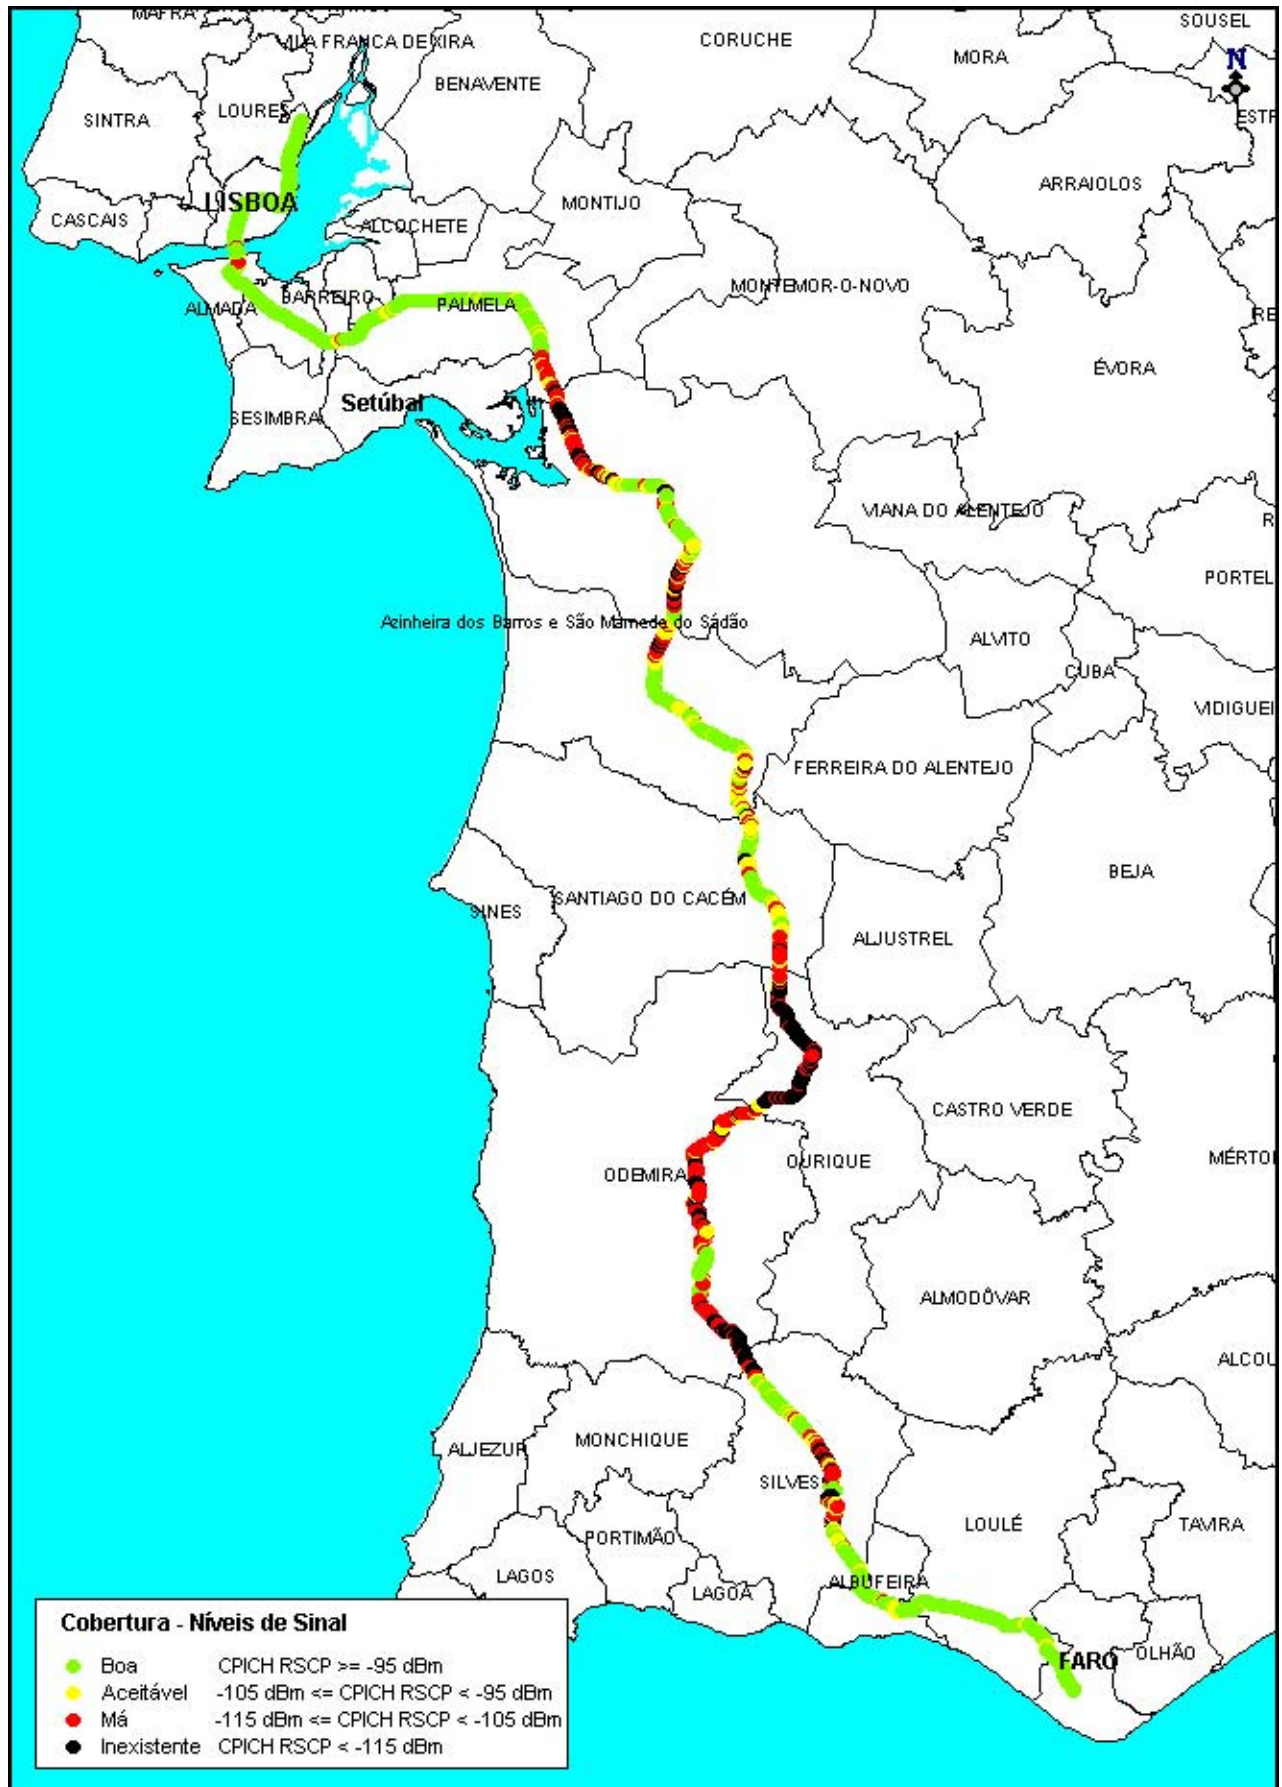 MAFRA
VILA FRANCA DE XIRA
CORUCHE
MORA
SOUSEL
N
BENAVENTE
SINTRA
LOURES
ESTR
ARRAIOLOS
LISBOA
CASCAIS
MONTIJO
ALCOCHETE
MONTEMOR-O-NOVO
BARREIRO
ALMADA
PALMELA
RE
ÉVORA
Setúbal
SESIMBRA
VIANA DO ALENTEJO
R
PORTEL
Azinheira dos Barros e São Mamede do Sádão
ALVITO
CUBA
VIDIGUEI
FERREIRA DO ALENTEJO
BEJA
SANTIAGO DO CACÉM
SINES
ALJUSTREL
CASTRO VERDE
OURIQUE
MÉRTO
ODEMIRA
ALMODÔVAR
ALCOU
ALJEZUR
MONCHIQUE
SILVES
PORTIMÃO
LOULÉ
TAVIRA
LAGOS
LAGOA
ALBUFEIRA
FARO
OLHÃO
Cobertura - Níveis de Sinal
Boa CPICH RSCP >= -95 dBm
Aceitável -105 dBm <= CPICH RSCP < -95 dBm
Má -115 dBm <= CPICH RSCP < -105 dBm
Inexistente CPICH RSCP < -115 dBm